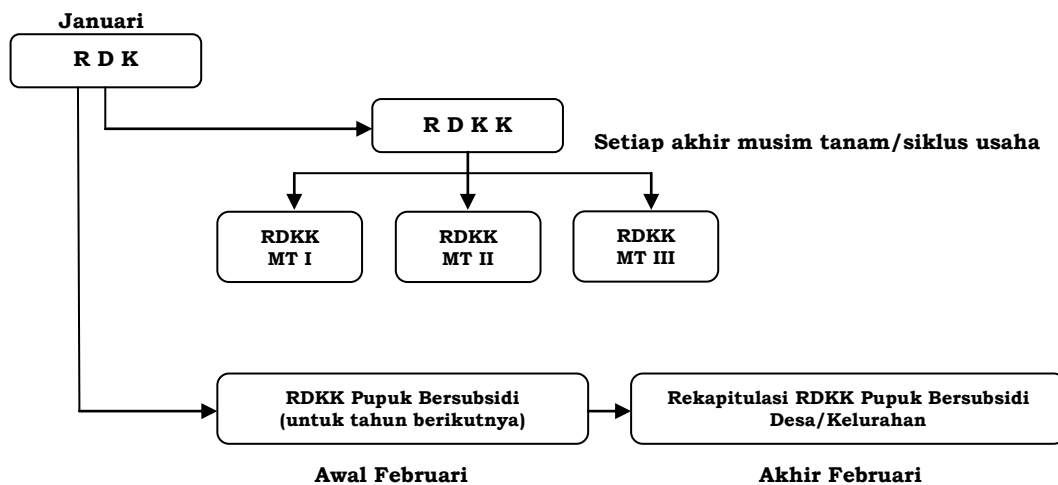 Januari
R D K
R D K K
Setiap akhir musim tanam/siklus usaha
RDKK
MT I
RDKK
MT II
RDKK
MT III
RDKK Pupuk Bersubsidi
(untuk tahun berikutnya)
Rekapitulasi RDKK Pupuk Bersubsidi
Desa/Kelurahan
Awal Februari
Akhir Februari